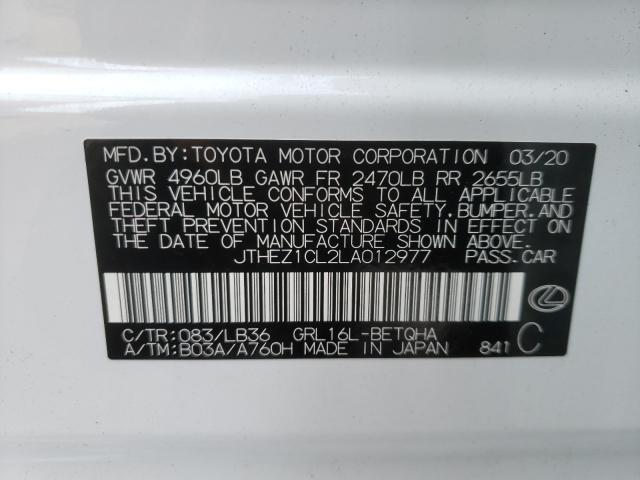 MFD.BY:TOYOTA MOTOR CORPORATION 03/20
GVWR 4960LB GAWR FR 2470LB RR 2655LB
THIS VEHICLE CONFORMS TO ALL APPLICABLE
FEDERAL MOTOR VEHICLE SAFETY,BUMPER,AND
THEFT PREVENTION STANDARDS IN EFFECT ON
THE DATE OF MANUFACTURE SHOWN ABOVE.
JTHEZ1CL2LA012977 PASS.CAR
C/TR:083/LB36 GRL16L-BETQHA
A/TM:B03A/A760H MADE IN JAPAN 841 C